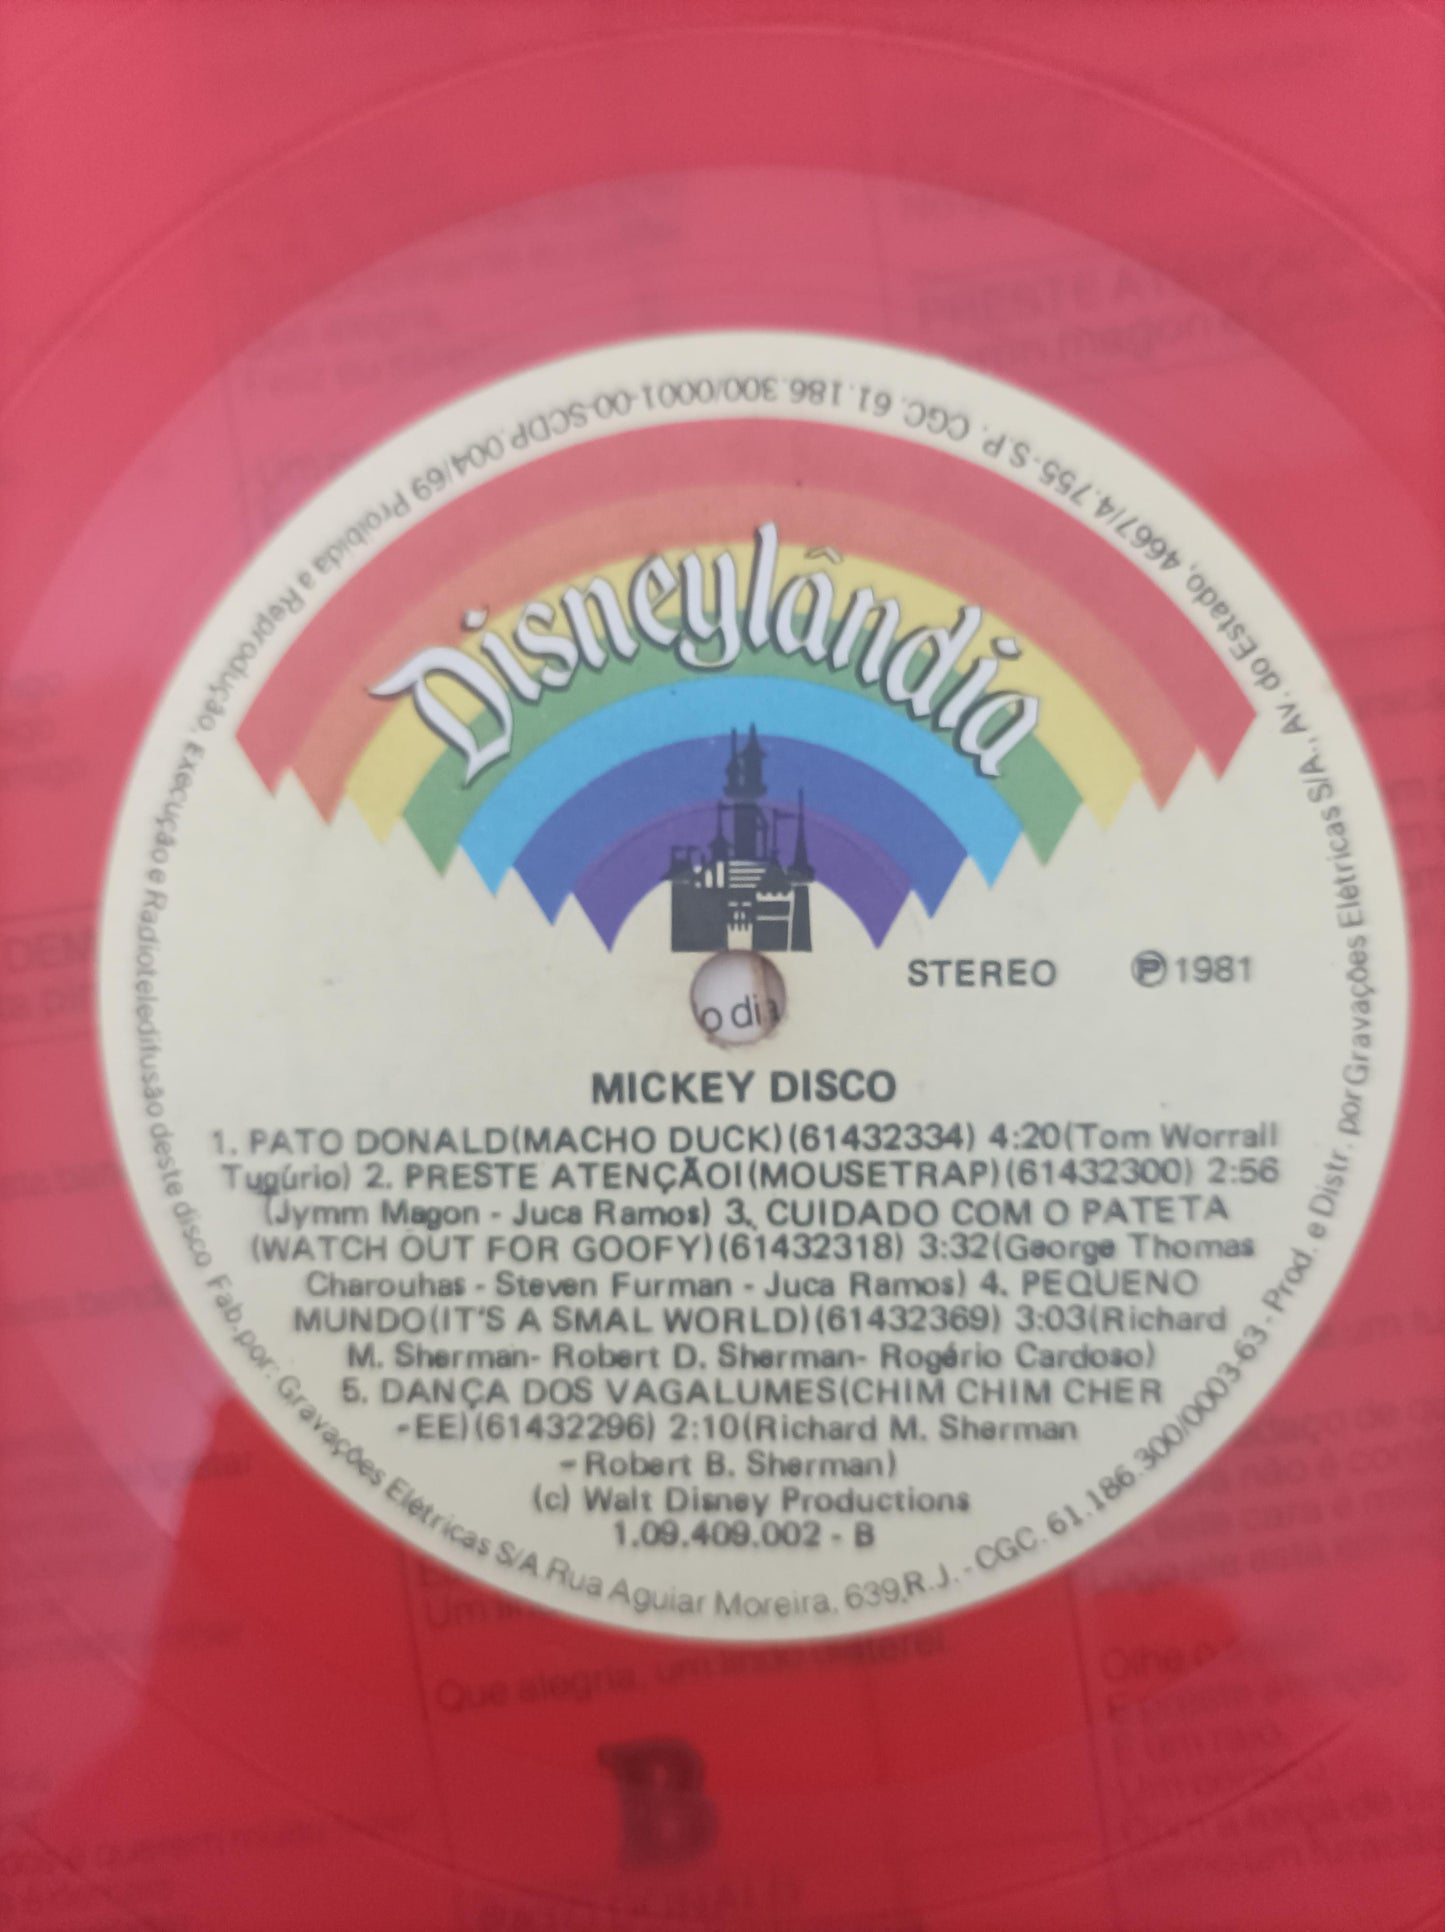 Disneylândia
STEREO Ⓟ 1981
o di
MICKEY DISCO
1. PATO DONALD(MACHO DUCK)(61432334) 4:20(Tom Worrall
Tugúrio) 2. PRESTE ATENÇÃO!(MOUSETRAP)(61432300) 2:56
(Jymm Magon - Juca Ramos) 3. CUIDADO COM O PATETA
(WATCH OUT FOR GOOFY)(61432318) 3:32(George Thomas
Charouhas - Steven Furman - Juca Ramos) 4. PEQUENO
MUNDO(IT'S A SMAL WORLD)(61432369) 3:03(Richard
M. Sherman- Robert D. Sherman- Rogério Cardoso)
5. DANÇA DOS VAGALUMES(CHIM CHIM CHER
-EE)(61432296) 2:10(Richard M. Sherman
- Robert B. Sherman)
(c) Walt Disney Productions
1.09.409.002 - B
Fab. por: Gravações Elétricas S/A Rua Aguiar Moreira, 639,R.J. - CGC. 61.186.300/0003-63 - Prod. e Distr. por Gravações Elétricas S/A., Av. do Estado, 4667/4.755-S.P. CGC. 61.186.300/0001-00-SCDP.004/69 Proibida a Reprodução, Execução e Radioteledifusão deste disco
Que alegria, um lindo
B